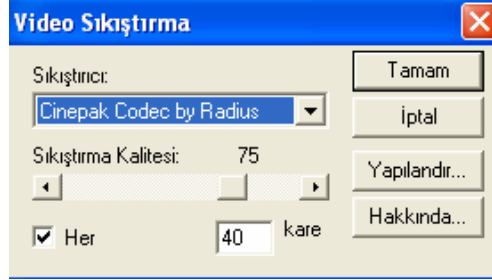 Video Sıkıştırma
Sıkıştırıcı:
Cinepak Codec by Radius
Sıkıştırma Kalitesi: 75
Her 40 kare
Tamam
İptal
Yapılandır...
Hakkında...